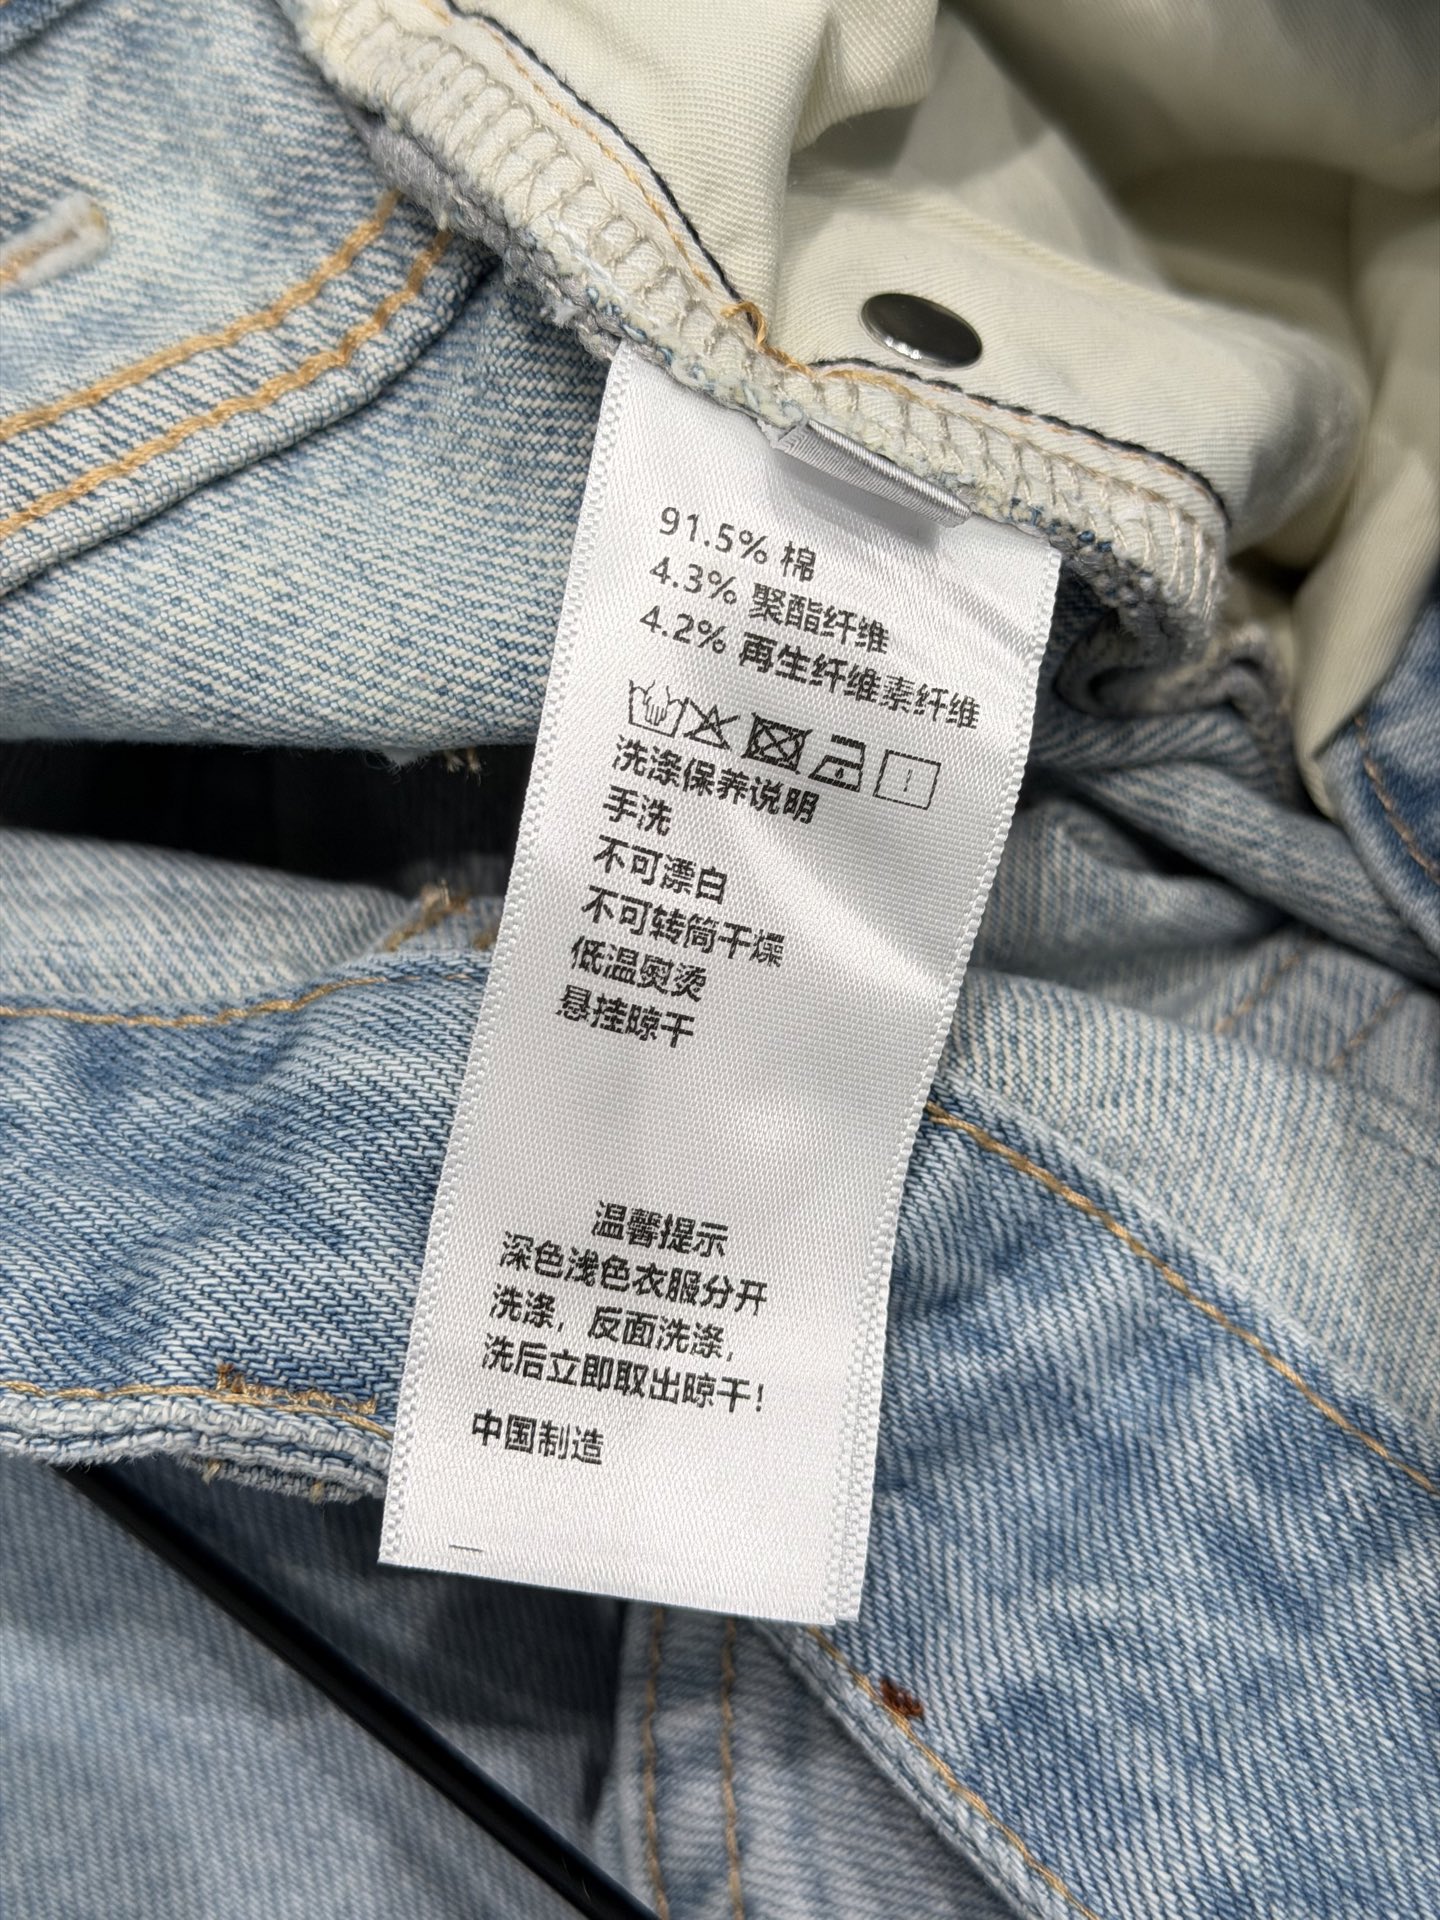 91.5% 棉
4.3% 聚酯纤维
4.2% 再生纤维素纤维
洗涤保养说明
手洗
不可漂白
不可转筒干燥
低温熨烫
悬挂晾干
温馨提示
深色浅色衣服分开
洗涤，反面洗涤，
洗后立即取出晾干！
中国制造